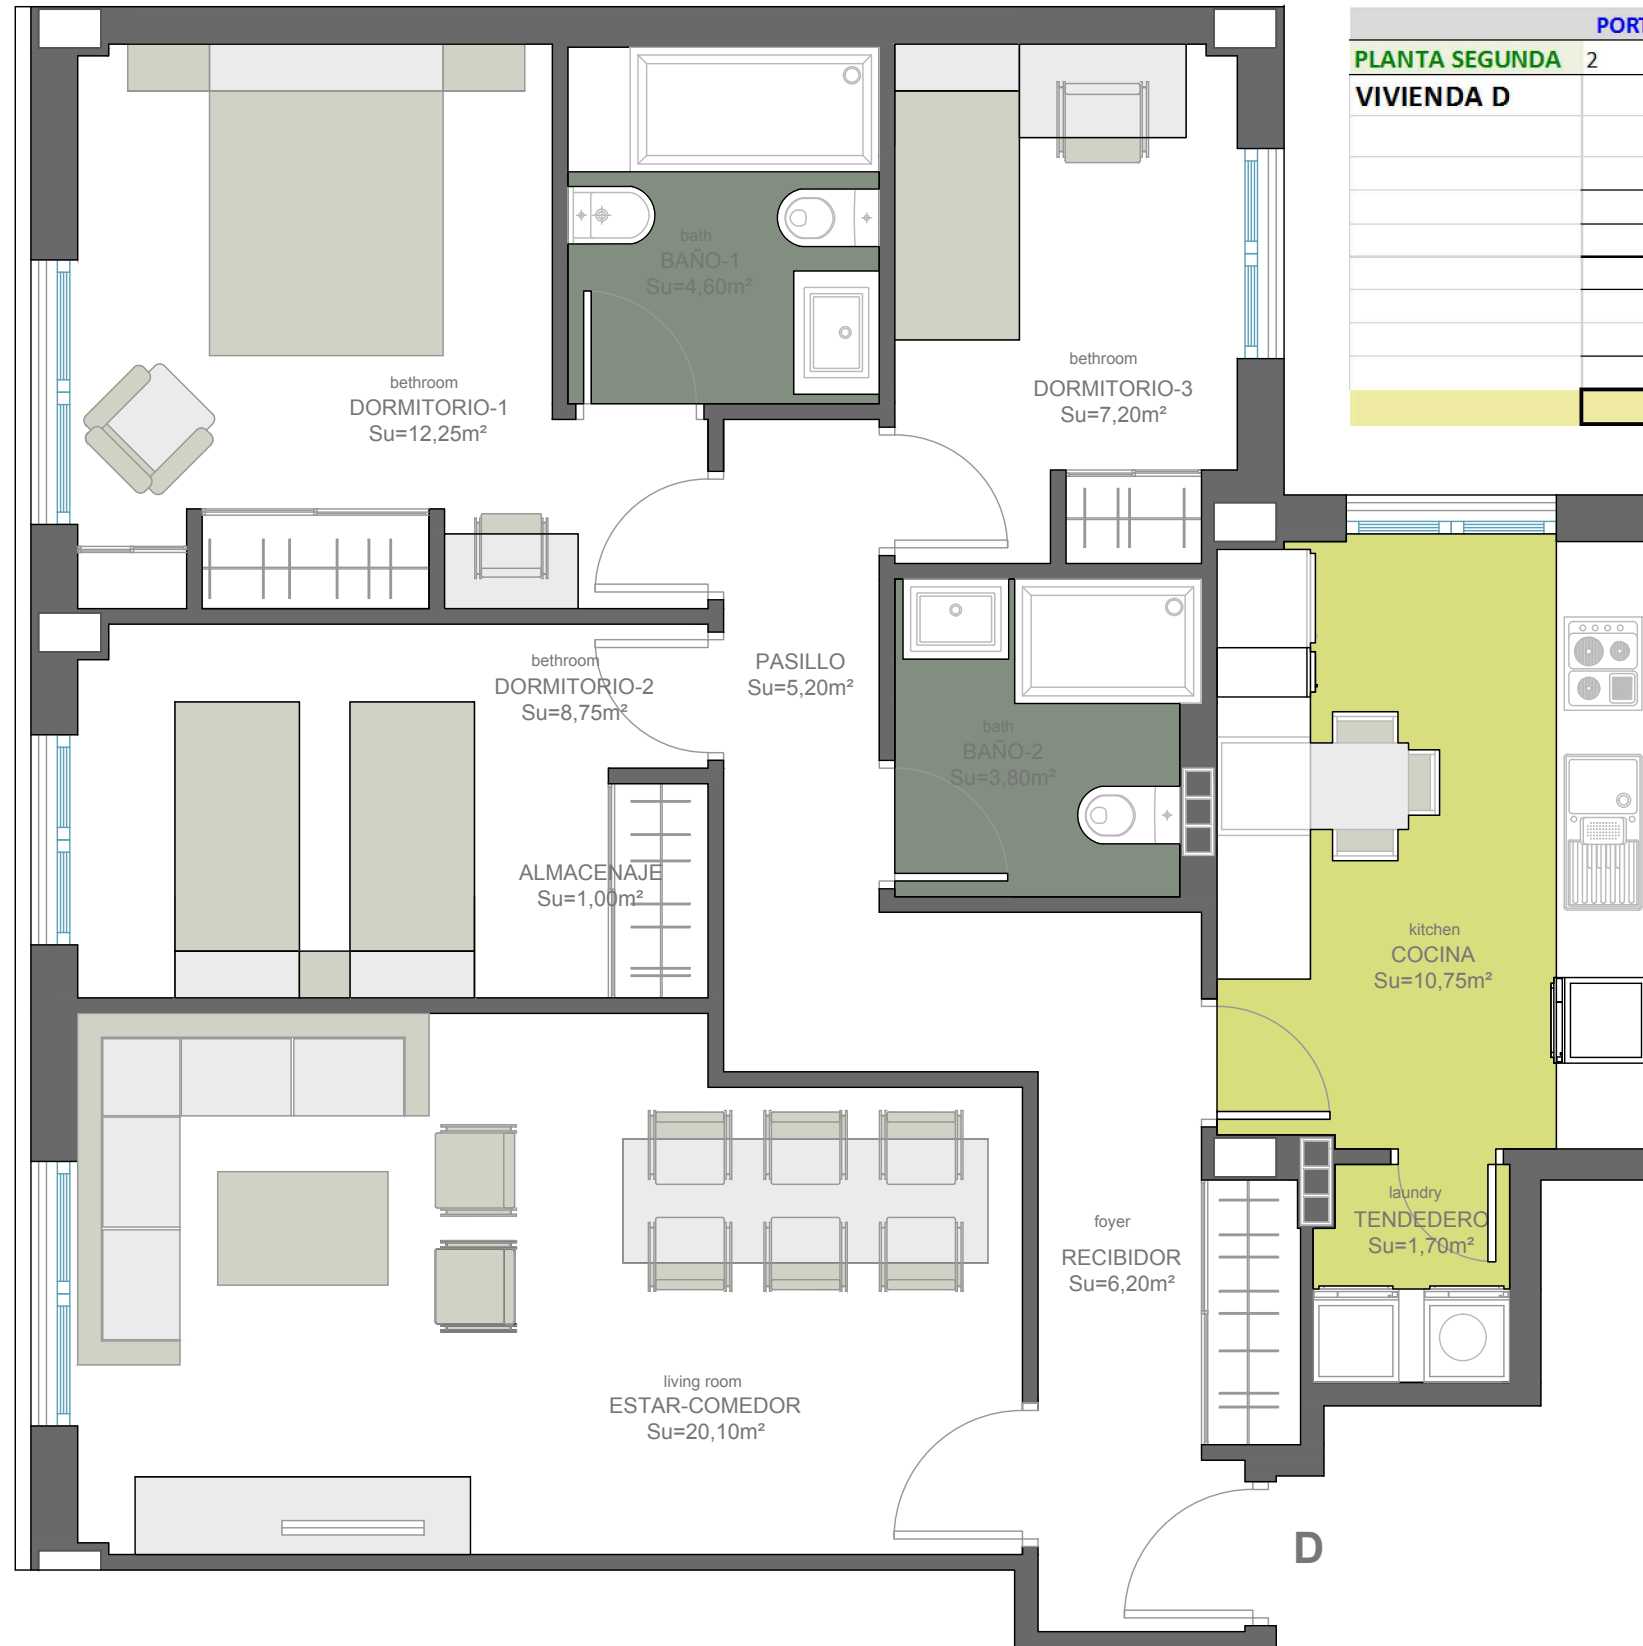 PORT
PLANTA SEGUNDA 2
VIVIENDA D
bath
BAÑO-1
Su=4,60m²
bethroom
DORMITORIO-3
Su=7,20m²
bethroom
DORMITORIO-1
Su=12,25m²
bethroom
DORMITORIO-2
Su=8,75m²
PASILLO
Su=5,20m²
bath
BAÑO-2
Su=3,80m²
ALMACENAJE
Su=1,00m²
kitchen
COCINA
Su=10,75m²
laundry
TENDEDERO
Su=1,70m²
foyer
RECIBIDOR
Su=6,20m²
living room
ESTAR-COMEDOR
Su=20,10m²
D